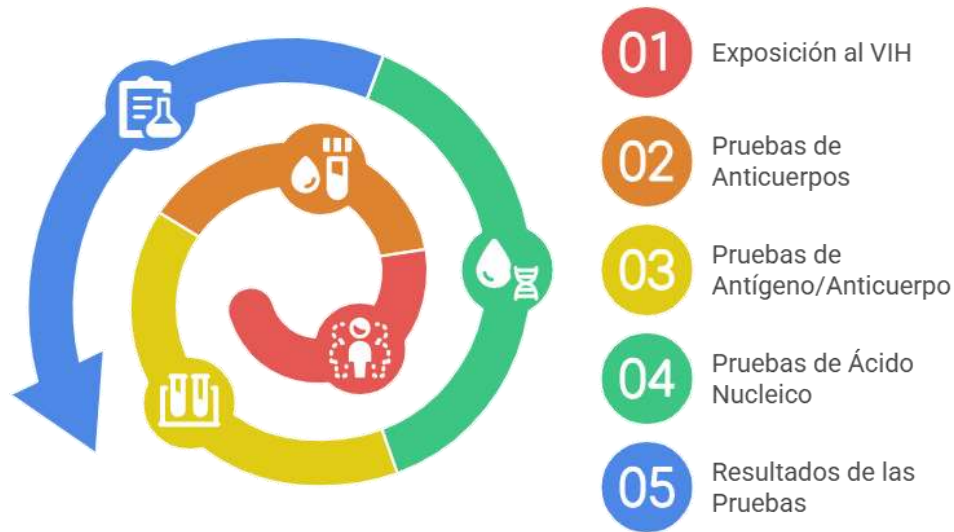 01
Exposición al VIH
02
Pruebas de
Anticuerpos
03
Pruebas de
Antígeno/Anticuerpo
04
Pruebas de Ácido
Nucleico
05
Resultados de las
Pruebas